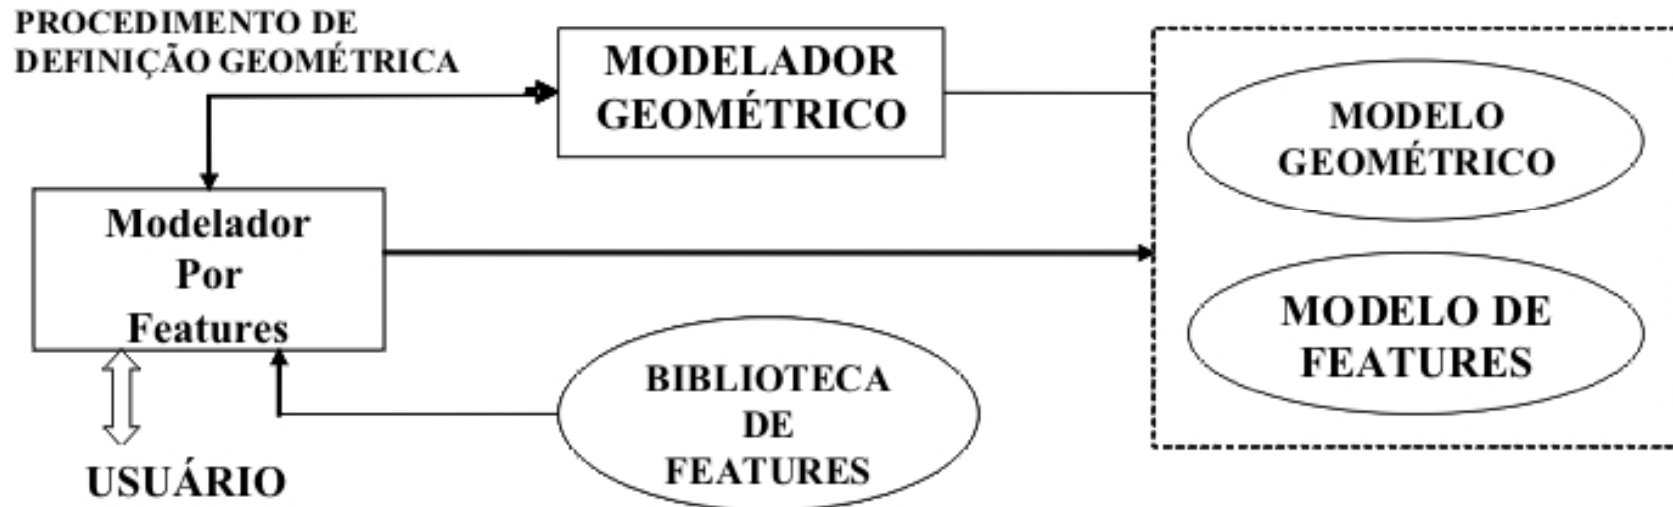 PROCEDIMENTO DE
DEFINIÇÃO GEOMÉTRICA
MODELADOR
GEOMÉTRICO
MODELO
GEOMÉTRICO
Modelador
Por
Features
MODELO DE
FEATURES
BIBLIOTECA
DE
FEATURES
USUÁRIO